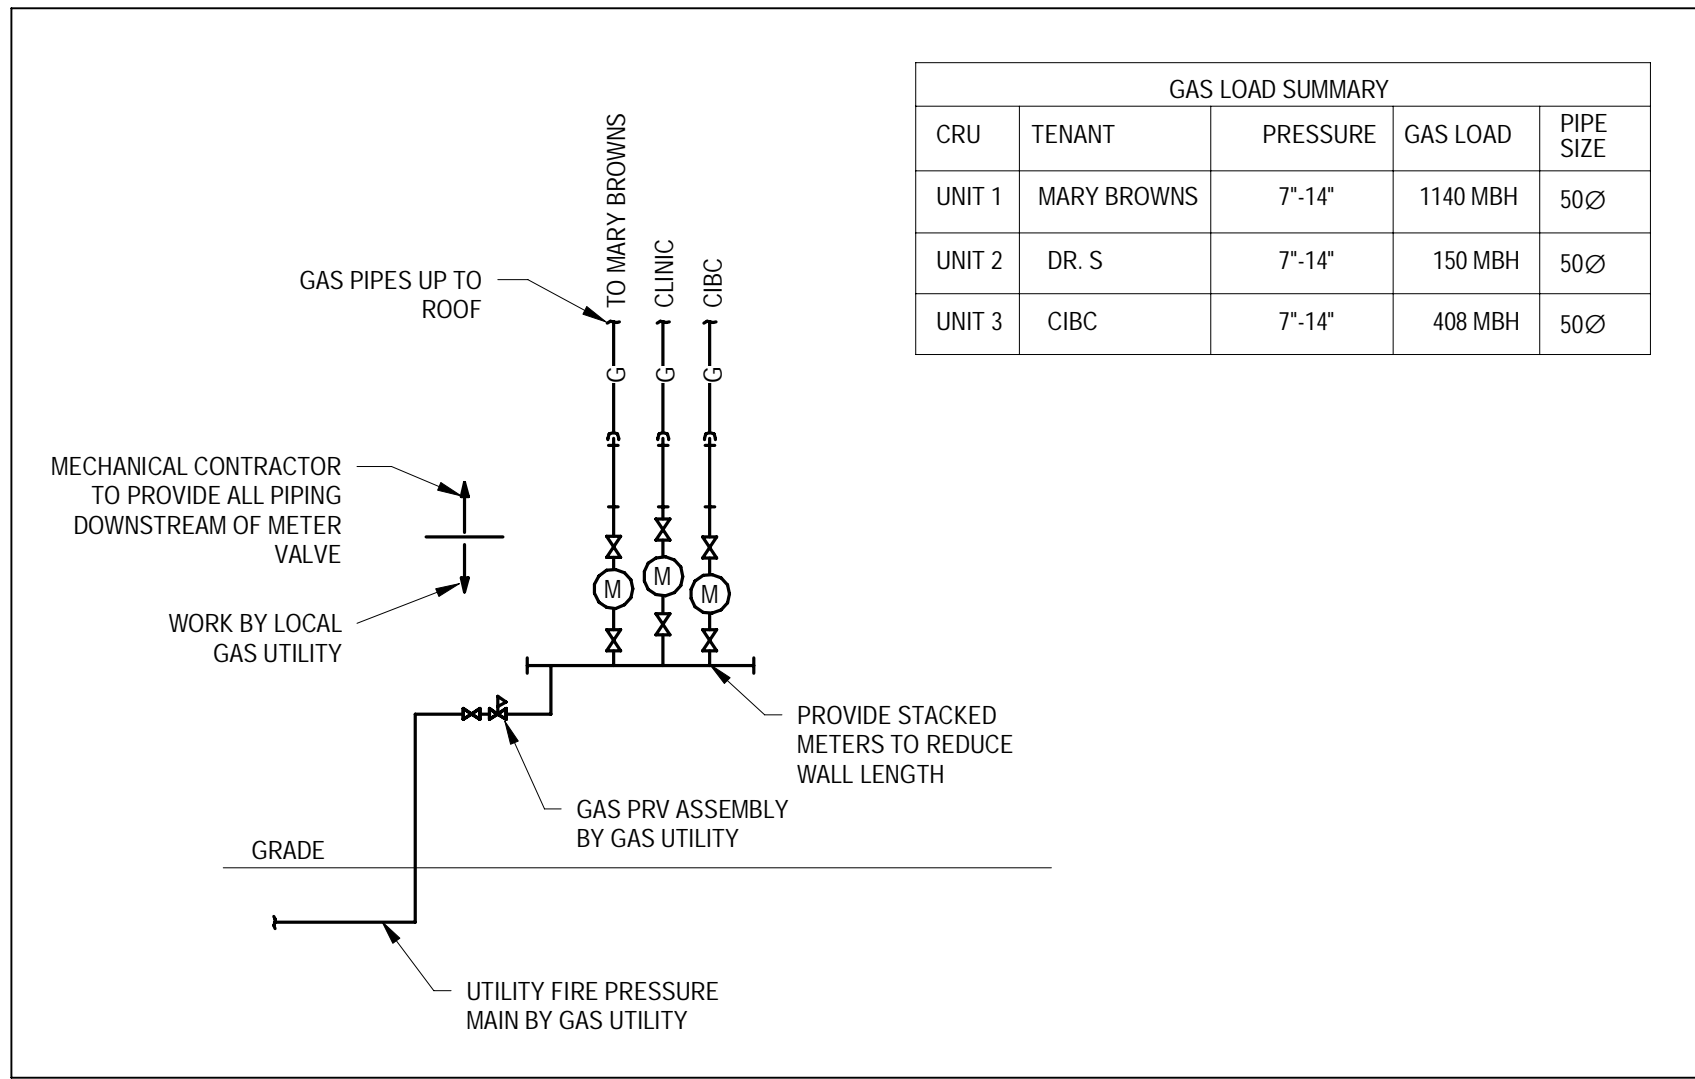 GAS LOAD SUMMARY
CRU TENANT PRESSURE GAS LOAD PIPE SIZE
UNIT 1 MARY BROWNS 7"-14" 1140 MBH 50Ø
UNIT 2 DR. S 7"-14" 150 MBH 50Ø
UNIT 3 CIBC 7"-14" 408 MBH 50Ø
TO MARY BROWNS
CLINIC
CIBC
GAS PIPES UP TO
ROOF
G G G
MECHANICAL CONTRACTOR
TO PROVIDE ALL PIPING
DOWNSTREAM OF METER
VALVE
M M M
WORK BY LOCAL
GAS UTILITY
PROVIDE STACKED
METERS TO REDUCE
WALL LENGTH
GAS PRV ASSEMBLY
BY GAS UTILITY
GRADE
UTILITY FIRE PRESSURE
MAIN BY GAS UTILITY